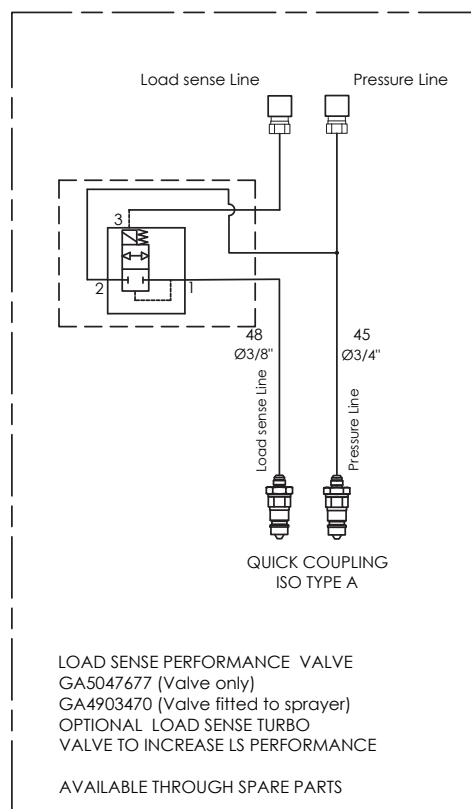 Load sense Line
Pressure Line
3
2
1
48
Ø3/8"
45
Ø3/4"
Load sense Line
Pressure Line
QUICK COUPLING
ISO TYPE A
LOAD SENSE PERFORMANCE VALVE
GA5047677 (Valve only)
GA4903470 (Valve fitted to sprayer)
OPTIONAL LOAD SENSE TURBO
VALVE TO INCREASE LS PERFORMANCE
AVAILABLE THROUGH SPARE PARTS